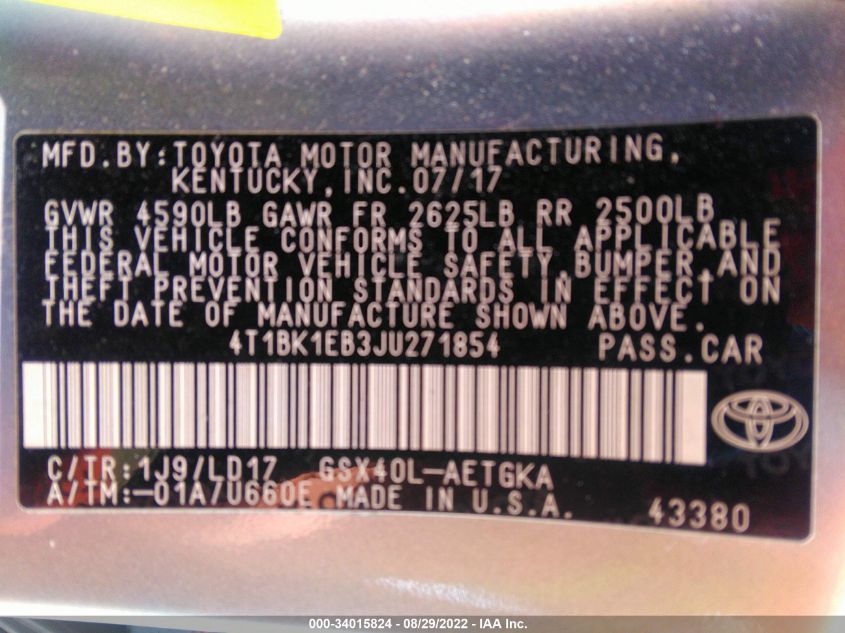 MFD.BY:TOYOTA MOTOR MANUFACTURING,
KENTUCKY,INC.07/17
GVWR 4590LB GAWR FR 2625LB RR 2500LB
THIS VEHICLE CONFORMS TO ALL APPLICABLE
FEDERAL MOTOR VEHICLE SAFETY,BUMPER,AND
THEFT PREVENTION STANDARDS IN EFFECT ON
THE DATE OF MANUFACTURE SHOWN ABOVE.
4T1BK1EB3JU271854 PASS.CAR
C/TR:1J9/LD17 GSX40L-AETGKA
A/TM:-01A/U660E MADE IN U.S.A.
43380
000-34015824 - 08/29/2022 - IAA Inc.